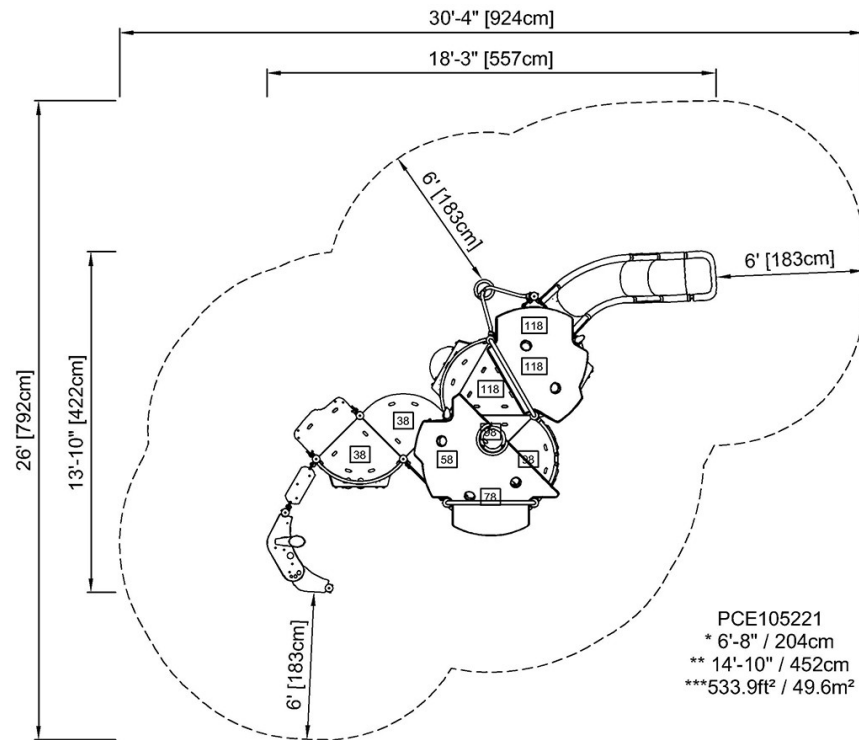 30'-4" [924cm]
18'-3" [557cm]
6' [183cm]
6' [183cm]
26' [792cm]
13'-10" [422cm]
118
118
118
38
38
58
98
78
6' [183cm]
PCE105221
* 6'-8" / 204cm
** 14'-10" / 452cm
***533.9ft² / 49.6m²